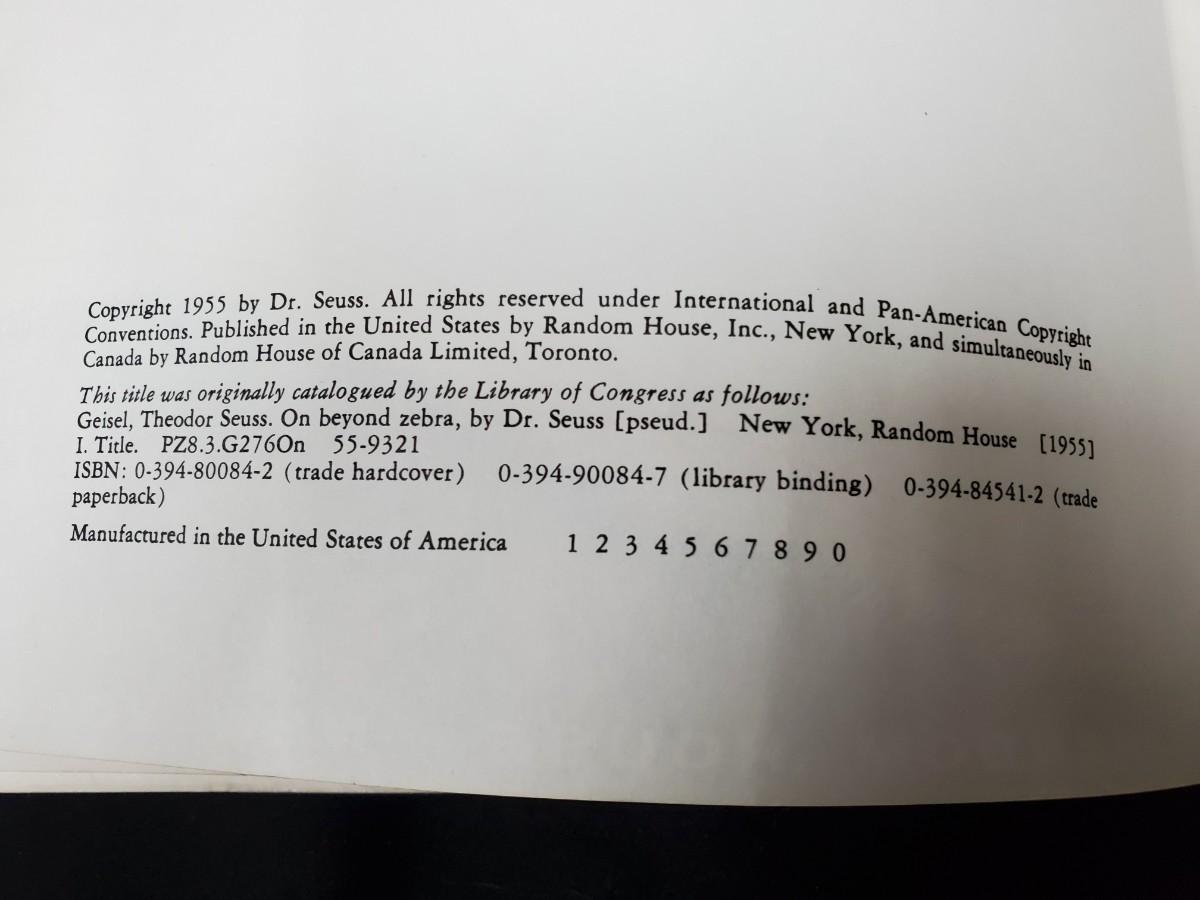 Copyright 1955 by Dr. Seuss. All rights reserved under International and Pan-American Copyright
Conventions. Published in the United States by Random House, Inc., New York, and simultaneously in
Canada by Random House of Canada Limited, Toronto.
This title was originally catalogued by the Library of Congress as follows:
Geisel, Theodor Seuss. On beyond zebra, by Dr. Seuss [pseud.] New York, Random House [1955]
I. Title. PZ8.3.G276On 55-9321
ISBN: 0-394-80084-2 (trade hardcover) 0-394-90084-7 (library binding) 0-394-84541-2 (trade
paperback)
Manufactured in the United States of America 1 2 3 4 5 6 7 8 9 0